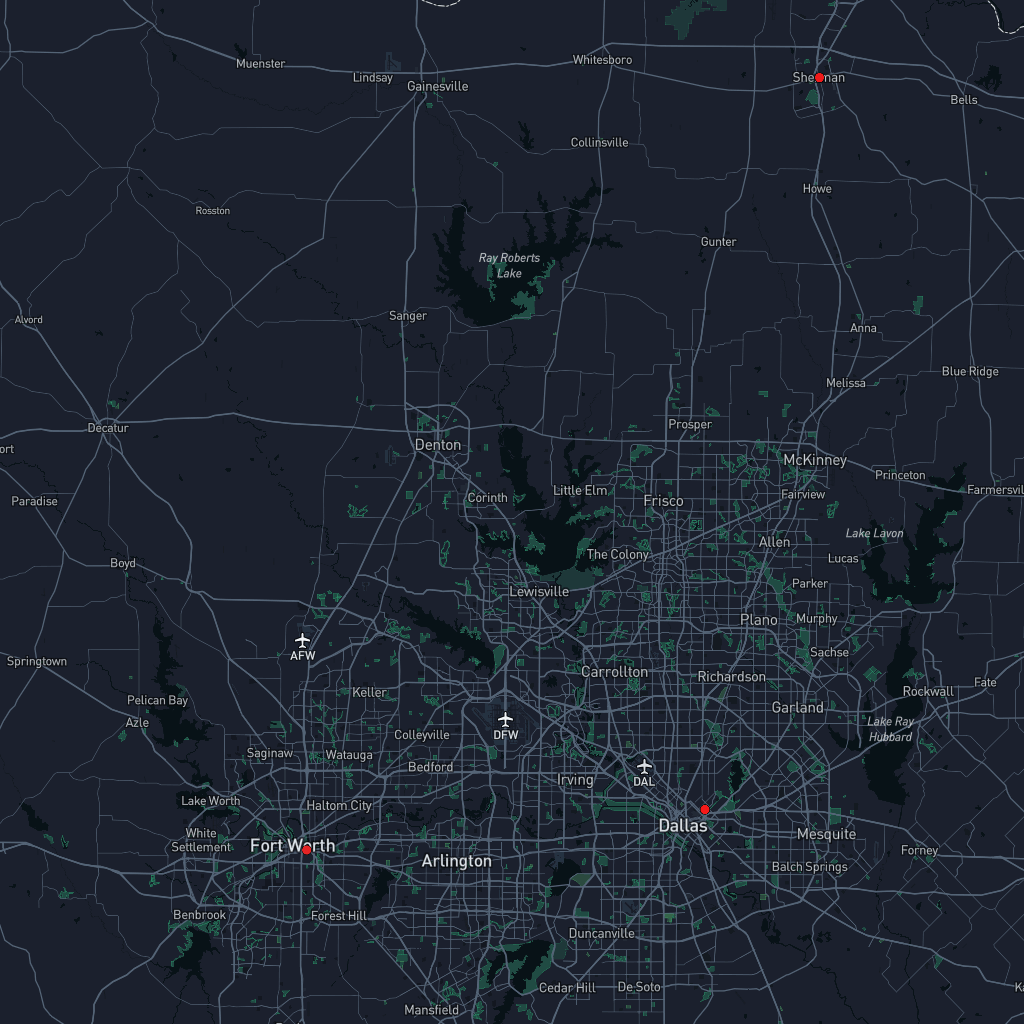 Muenster
Lindsay
Gainesville
Whitesboro
Sherman
Bells
Collinsville
Howe
Rosston
Gunter
Ray Roberts
Lake
Alvord
Sanger
Anna
Blue Ridge
Melissa
Decatur
Prosper
Denton
McKinney
ort
Princeton
Paradise
Corinth
Little Elm
Frisco
Fairview
Farmersvil
Lake Lavon
Allen
The Colony
Lucas
Boyd
Parker
Lewisville
Plano
Murphy
AFW
Sachse
Springtown
Carrollton
Richardson
Fate
Keller
Rockwall
Pelican Bay
Garland
Azle
Lake Ray
Hubbard
DFW
Colleyville
Saginaw
Watauga
Bedford
Irving
DAL
Lake Worth
Haltom City
Dallas
White
Settlement
Mesquite
Fort Worth
Arlington
Forney
Balch Springs
Benbrook
Forest Hill
Duncanville
Cedar Hill
De Soto
Ka
Mansfield